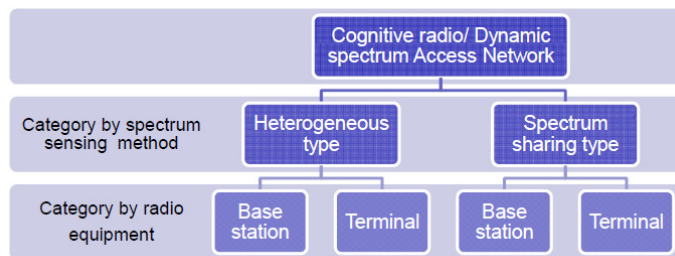 Cognitive radio/ Dynamic
spectrum Access Network
Category by spectrum
sensing method
Heterogeneous
type
Spectrum
sharing type
Category by radio
equipment
Base
station
Terminal
Base
station
Terminal